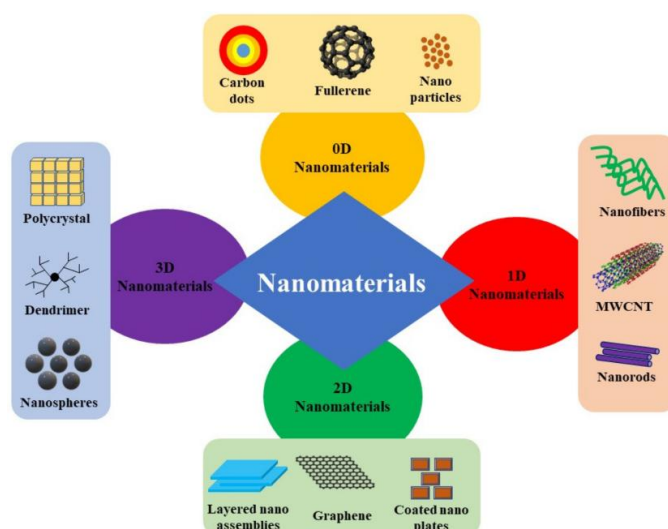 Carbon
dots
Fullerene
Nano
particles
0D
Nanomaterials
Polycrystal
Dendrimer
Nanospheres
3D
Nanomaterials
Nanomaterials
1D
Nanomaterials
Nanofibers
MWCNT
Nanorods
2D
Nanomaterials
Layered nano
assemblies
Graphene
Coated nano
plates